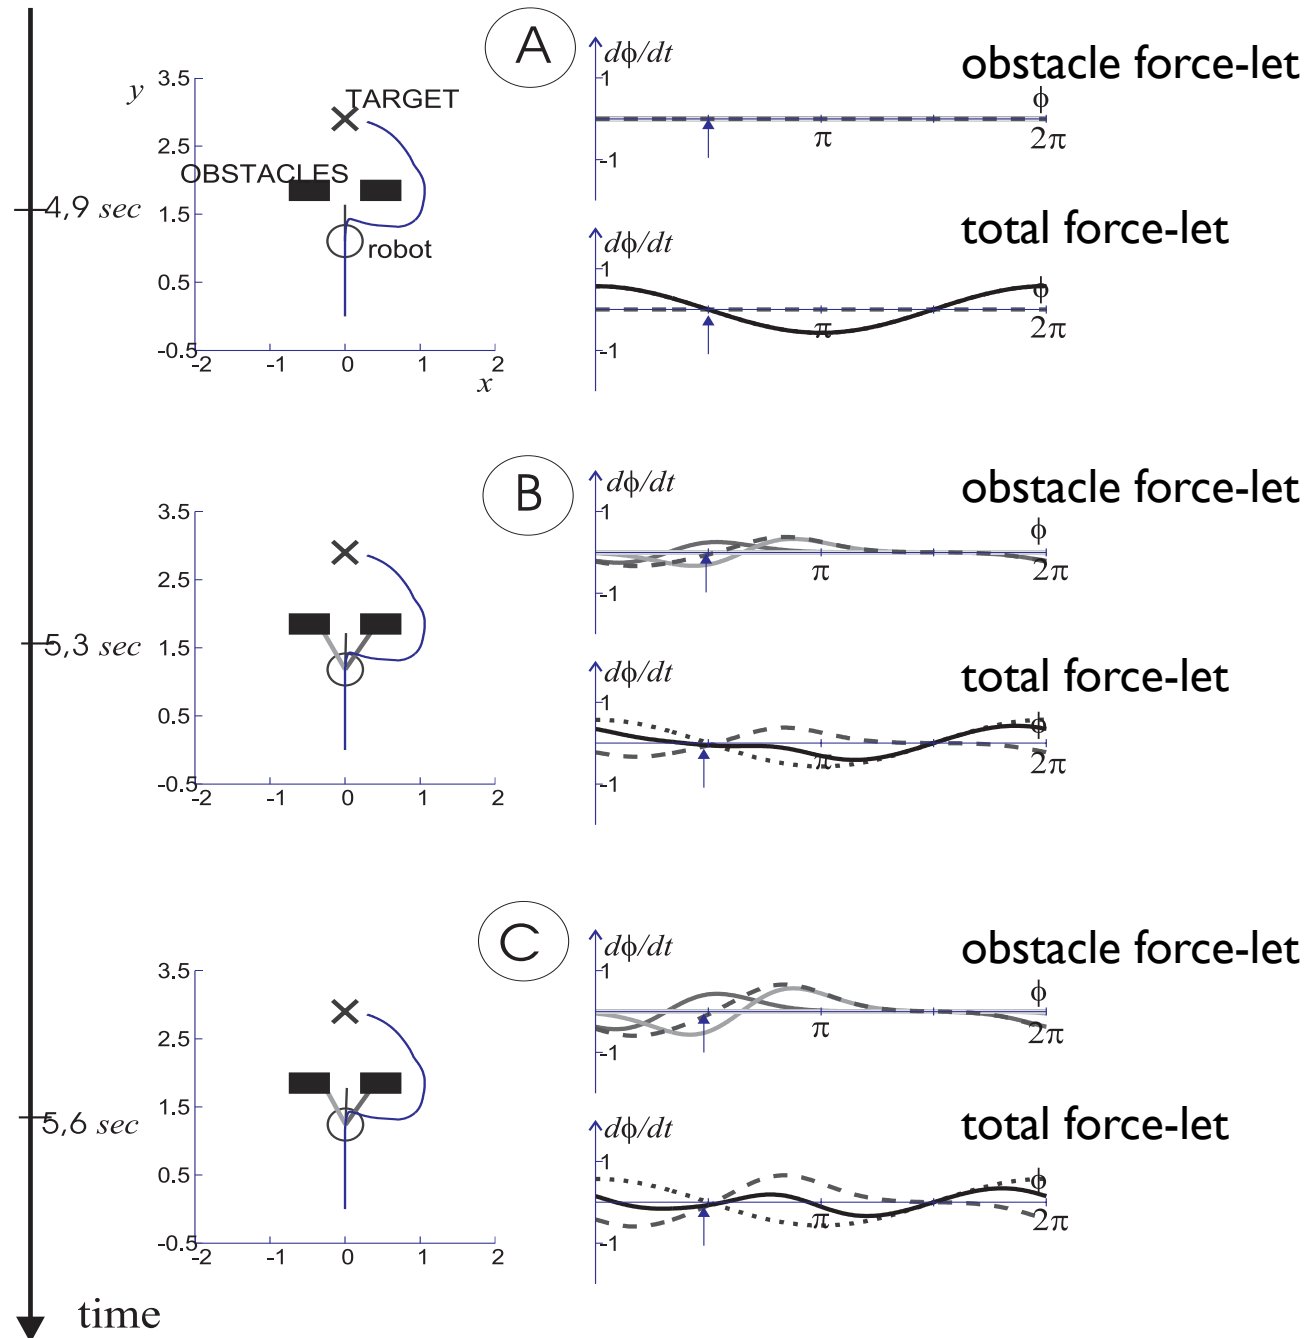 A
dϕ/dt
obstacle force-let
1
ϕ
π
2π
-1
y
3.5
TARGET
2.5
OBSTACLES
4,9 sec
1.5
robot
0.5
-0.5
-2 -1 0 1 2
x
dϕ/dt
total force-let
1
ϕ
π
2π
-1
B
dϕ/dt
obstacle force-let
1
ϕ
π
2π
-1
3.5
2.5
5,3 sec
1.5
0.5
-0.5
-2 -1 0 1 2
dϕ/dt
total force-let
1
ϕ
π
2π
-1
C
dϕ/dt
obstacle force-let
1
ϕ
π
2π
-1
3.5
2.5
5,6 sec
1.5
0.5
-0.5
-2 -1 0 1 2
dϕ/dt
total force-let
1
ϕ
π
2π
-1
time